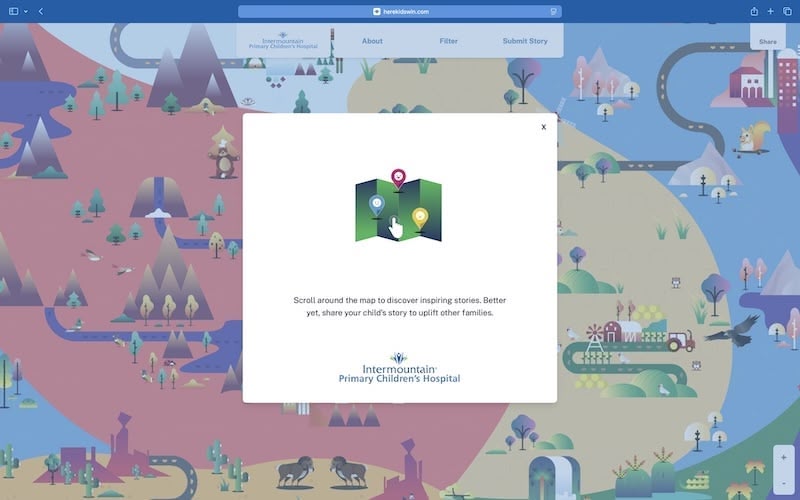 herekidswin.com
Intermountain
Primary Children's Hospital
About
Filter
Submit Story
Share
X
Scroll around the map to discover inspiring stories. Better
yet, share your child's story to uplift other families.
Intermountain
Primary Children's Hospital
+
-